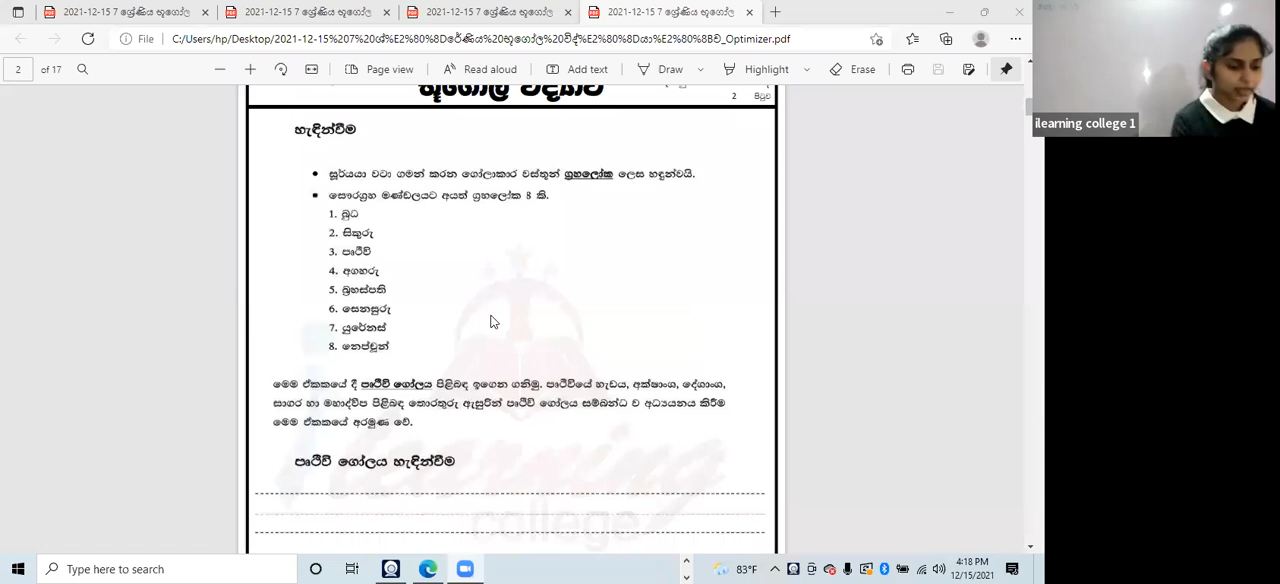 2021-12-15 7 ශ්‍රේණිය භූගෝල
2021-12-15 7 ශ්‍රේණිය භූගෝල
2021-12-15 7 ශ්‍රේණිය භූගෝල
2021-12-15 7 ශ්‍රේණිය භූගෝල
File
C:/Users/hp/Desktop/2021-12-15%207%20ශ්%E2%80%8Dරේණිය%20භූගෝල%20විද්%E2%80%8Dයා%E2%80%8Bව_Optimizer.pdf
2 of 17
Page view
Read aloud
Add text
Draw
Highlight
Erase
ilearning college 1
භූගෝල විද්‍යාව
2 පිටුව
හැඳින්වීම
• සූර්යයා වටා ගමන් කරන ගෝලාකාර වස්තූන් ග්‍රහලෝක ලෙස හඳුන්වයි.
▪ සෞරග්‍රහ මණ්ඩලයට අයත් ග්‍රහලෝක 8 කි.
1. බුධ
2. සිකුරු
3. පෘථිවි
4. අගහරු
5. බ්‍රහස්පති
6. සෙනසුරු
7. යුරේනස්
8. නෙප්චූන්
මෙම ඒකකයේ දී පෘථිවි ගෝලය පිළිබඳ ඉගෙන ගනිමු. පෘථිවියේ හැඩය, අක්ෂාංශ, දේශාංශ,
සාගර හා මහාද්වීප පිළිබඳ තොරතුරු ඇසුරින් පෘථිවි ගෝලය සම්බන්ධ ව අධ්‍යයනය කිරීම
මෙම ඒකකයේ අරමුණ වේ.
පෘථිවි ගෝලය හැඳින්වීම
ilearning
college
Type here to search
83°F
4:18 PM
12/15/2021